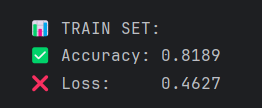 📊 TRAIN SET:
✅ Accuracy: 0.8189
❌ Loss: 0.4627